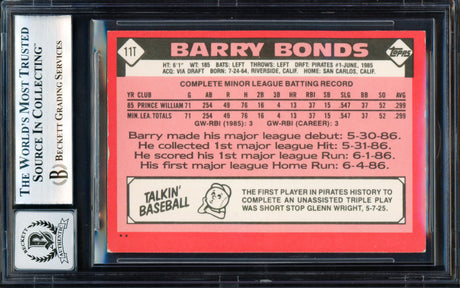 THE WORLD'S MOST TRUSTED
SOURCE IN COLLECTING™
BECKETT GRADING SERVICES
BECKETT
AUTHENTIC
11T
BARRY BONDS
Topps
HT: 6'1" WT: 185 BATS: LEFT THROWS: LEFT DRFT: PIRATES #1-JUNE, 1985
ACQ: VIA DRAFT BORN: 7-24-64, RIVERSIDE, CALIF. HOME: SAN CARLOS, CALIF.
COMPLETE MINOR LEAGUE BATTING RECORD
YR CLUB G AB R H 2B 3B HR RBI SB SLG BB SO AVG
85 PRINCE WILLIAM 71 254 49 76 16 4 13 37 15 .547 37 52 .299
MIN. LEA. TOTALS 71 254 49 76 16 4 13 37 15 .547 37 52 .299
GW-RBI (1985): 3 GW-RBI (CAREER): 3
Barry made his major league debut: 5-30-86.
He collected 1st major league Hit: 5-31-86.
He scored his 1st major league Run: 6-1-86.
His first major league Home Run: 6-4-86.
TALKIN'
BASEBALL
THE FIRST PLAYER IN PIRATES HISTORY TO
COMPLETE AN UNASSISTED TRIPLE PLAY
WAS SHORT STOP GLENN WRIGHT, 5-7-25.